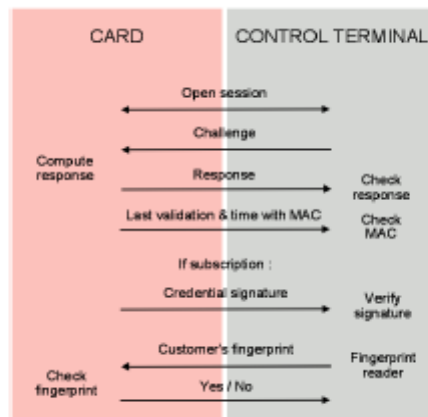 CARD
CONTROL TERMINAL
Open session
Challenge
Compute
response
Response
Check
response
Last validation & time with MAC
Check
MAC
If subscription :
Credential signature
Verify
signature
Customer's fingerprint
Fingerprint
reader
Check
fingerprint
Yes / No